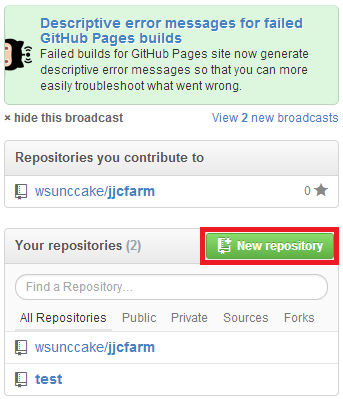 Descriptive error messages for failed
GitHub Pages builds
Failed builds for GitHub Pages site now generate
descriptive error messages so that you can more
easily troubleshoot what went wrong.
× hide this broadcast View 2 new broadcasts
Repositories you contribute to
wsunccake/jjcfarm 0
Your repositories (2) New repository
Find a Repository...
All Repositories Public Private Sources Forks
wsunccake/jjcfarm
test